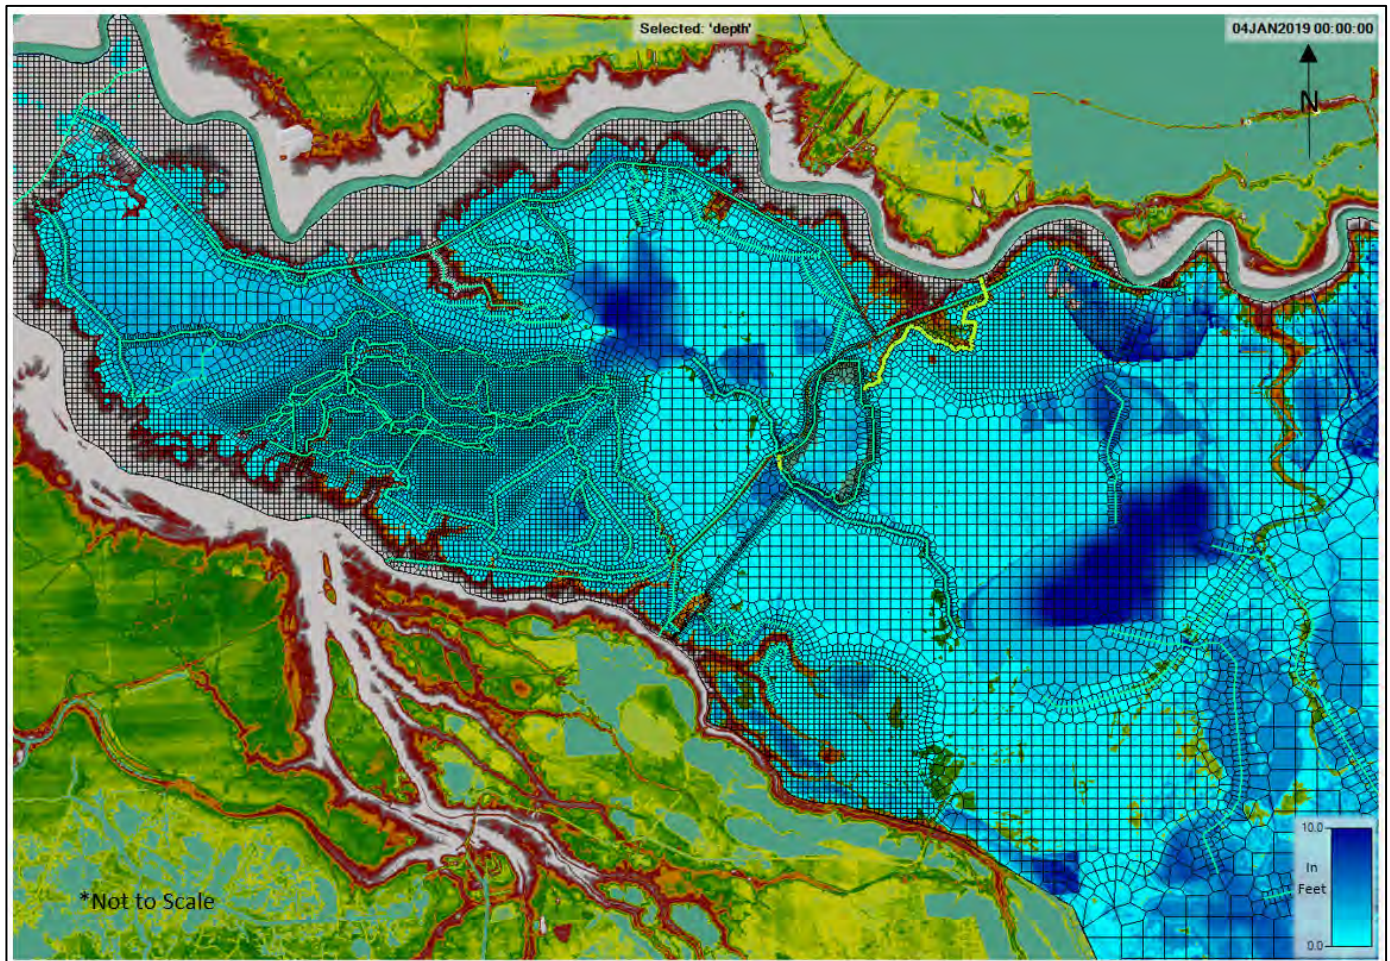 Selected: 'depth'
04JAN2019 00:00:00
N
10.0
In
Feet
0.0
*Not to Scale